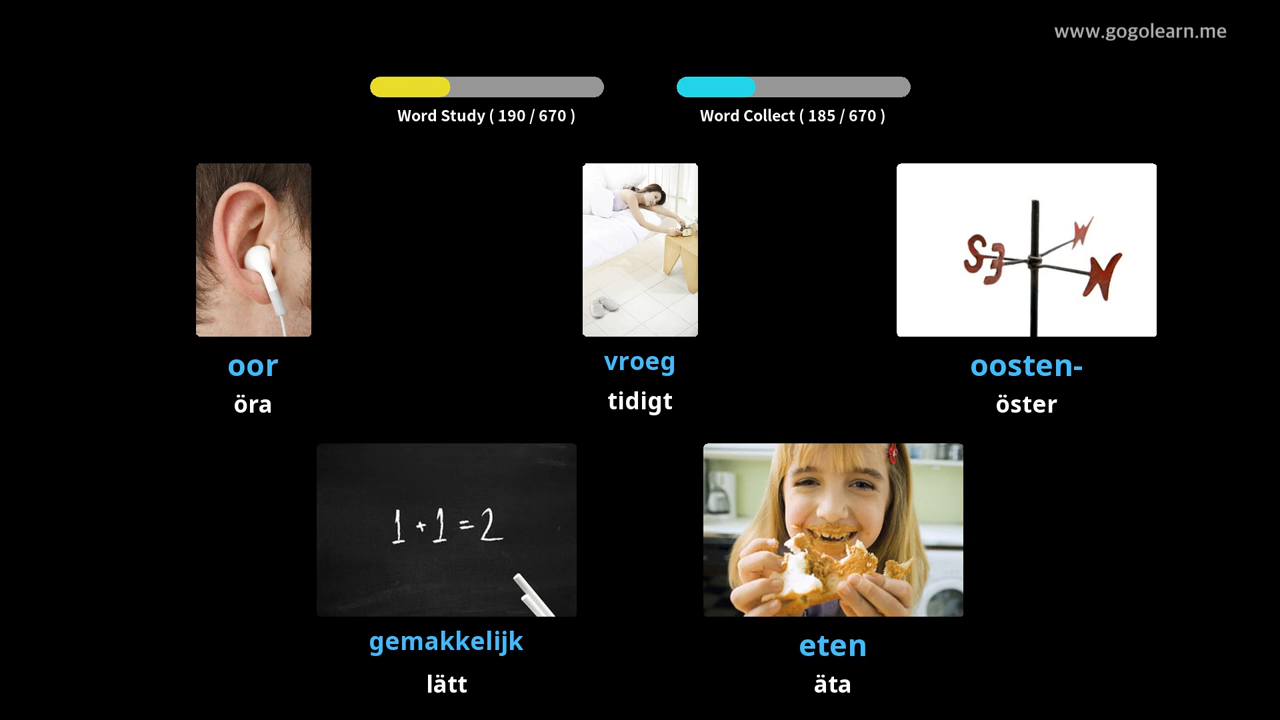 www.gogolearn.me
Word Study ( 190 / 670 )
Word Collect ( 185 / 670 )
S
W
N
oor
öra
vroeg
tidigt
oosten-
öster
1 + 1 = 2
gemakkelijk
lätt
eten
äta